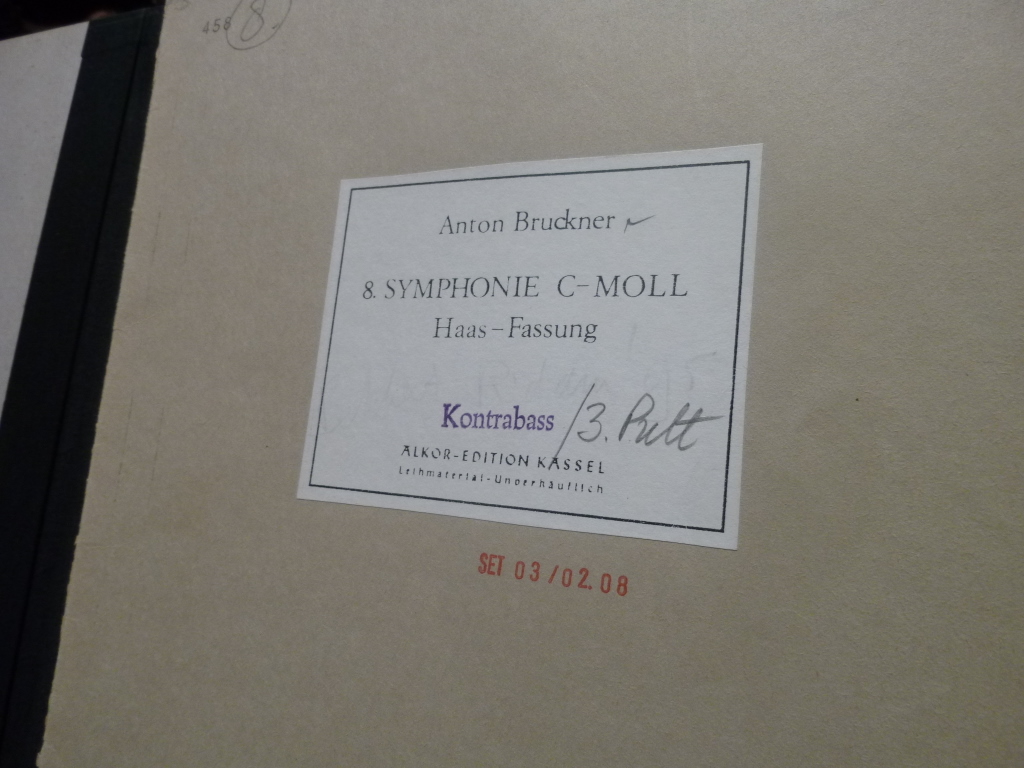 458 8
Anton Bruckner
8. SYMPHONIE C-MOLL
Haas-Fassung
Kontrabass /3. Pult
ALKOR-EDITION KASSEL
Leihmaterial-Unverkäuflich
SET 03/02.08